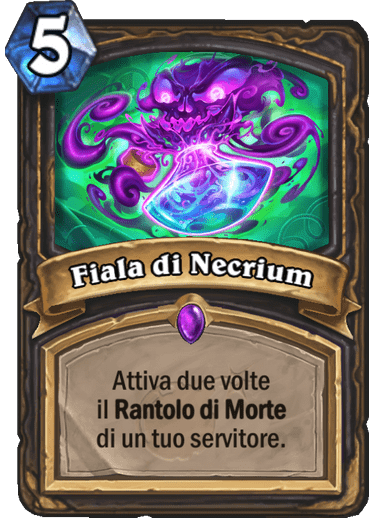 5
Fiala di Necrium
Attiva due volte
il Rantolo di Morte
di un tuo servitore.